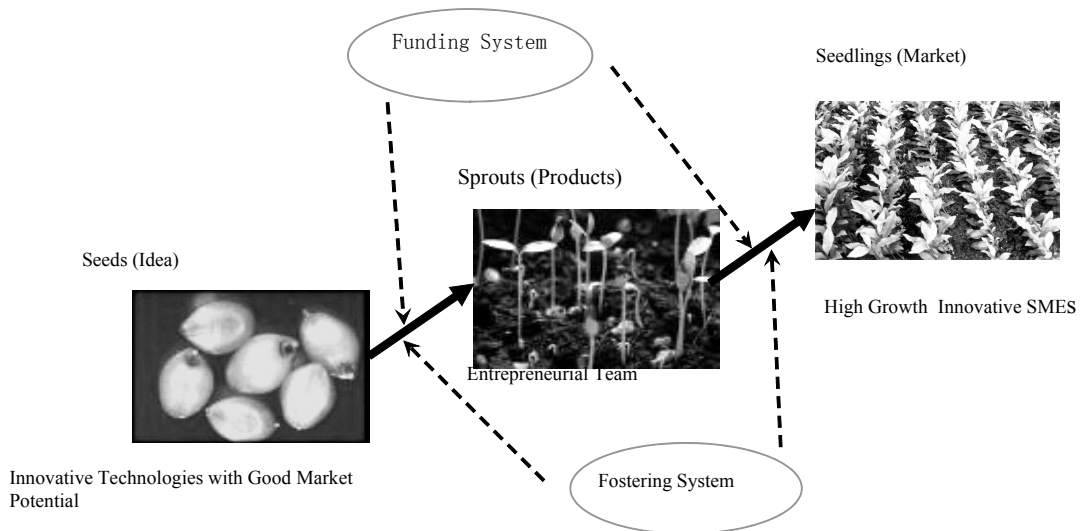 Funding System
Seedlings (Market)
Sprouts (Products)
Seeds (Idea)
High Growth Innovative SMES
Entrepreneurial Team
Innovative Technologies with Good Market
Potential
Fostering System